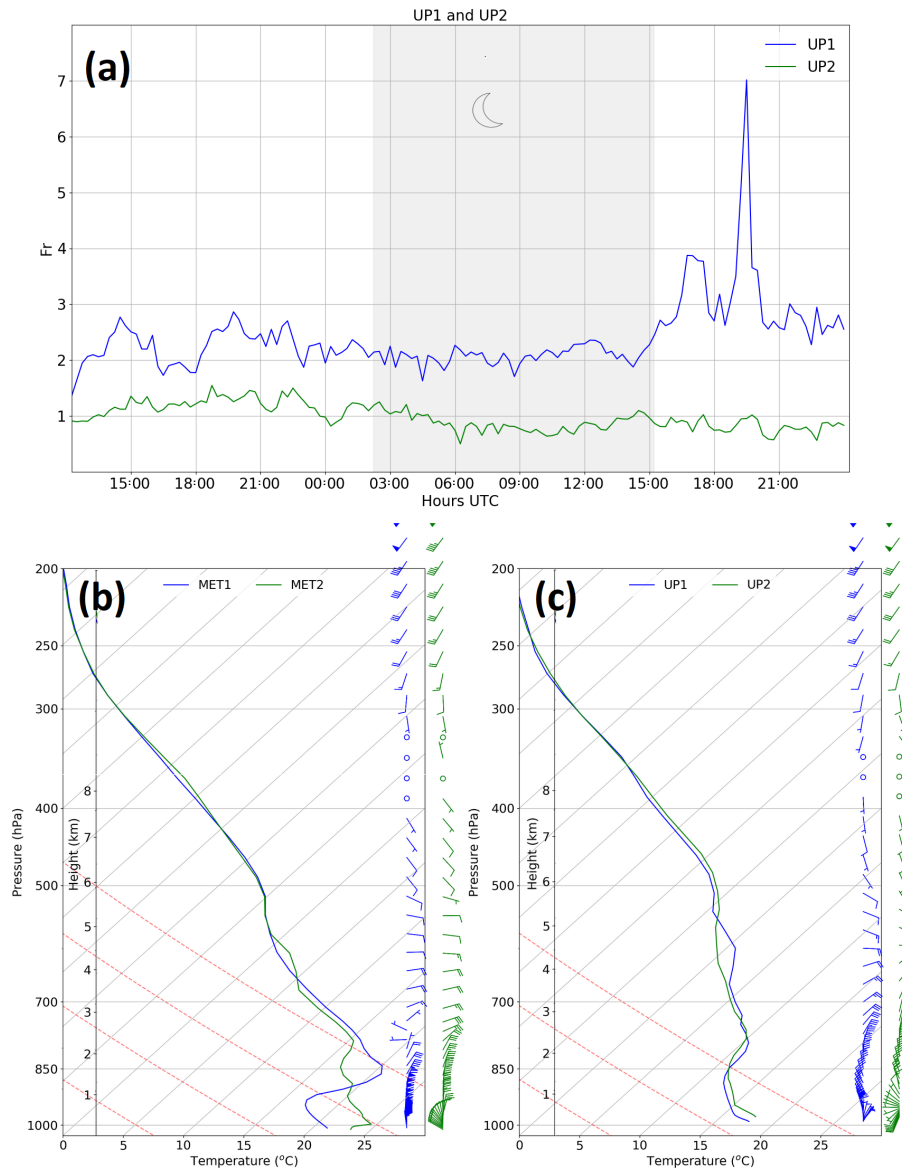 UP1 and UP2
(a)
UP1
UP2
7
6
5
4
3
2
1
Fr
15:00 18:00 21:00 00:00 03:00 06:00 09:00 12:00 15:00 18:00 21:00
Hours UTC
(b)
MET1 MET2
200
250
300
400
500
700
850
1000
Pressure (hPa)
8
7
6
5
4
3
2
1
Height (km)
0 5 10 15 20 25
Temperature (°C)
(c)
UP1 UP2
200
250
300
400
500
700
850
1000
Pressure (hPa)
8
7
6
5
4
3
2
1
Height (km)
0 5 10 15 20 25
Temperature (°C)